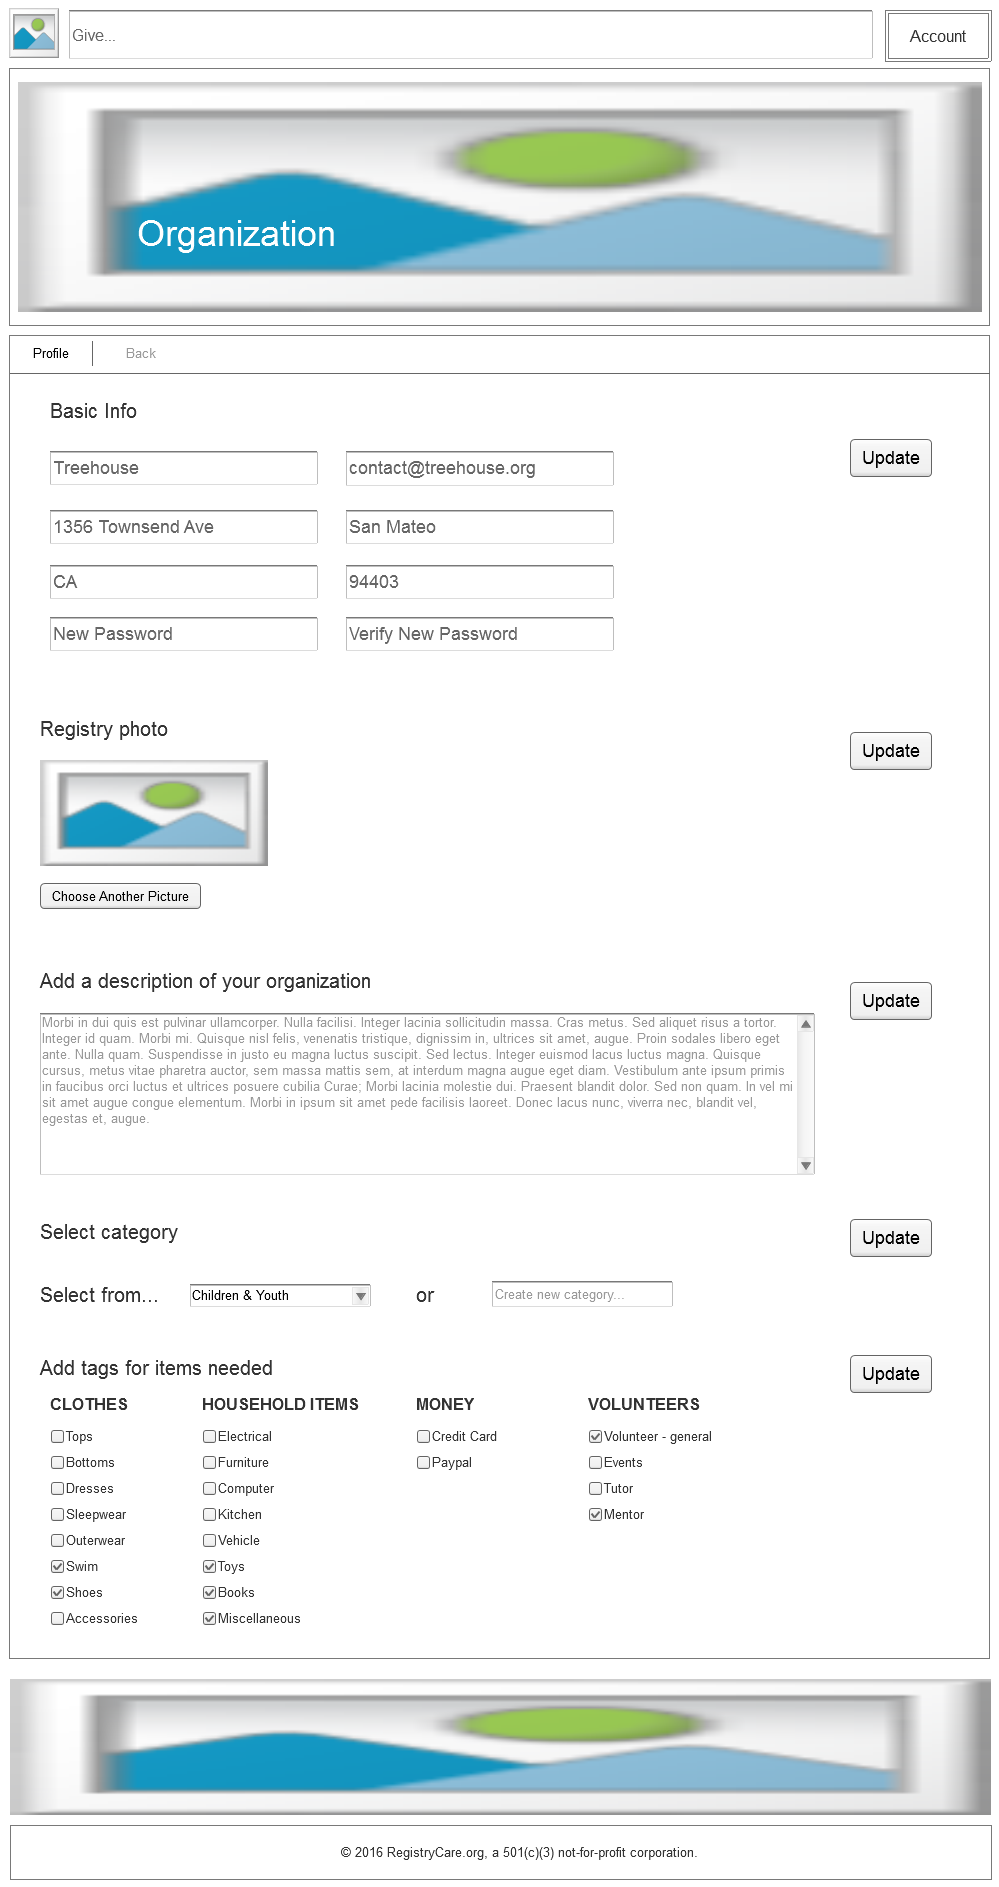 Give...
Account
Organization
Profile
Back
Basic Info
Update
Treehouse
contact@treehouse.org
1356 Townsend Ave
San Mateo
CA
94403
New Password
Verify New Password
Registry photo
Update
Choose Another Picture
Add a description of your organization
Update
Morbi in dui quis est pulvinar ullamcorper. Nulla facilisi. Integer lacinia sollicitudin massa. Cras metus. Sed aliquet risus a tortor.
Integer id quam. Morbi mi. Quisque nisl felis, venenatis tristique, dignissim in, ultrices sit amet, augue. Proin sodales libero eget
ante. Nulla quam. Suspendisse in justo eu magna luctus suscipit. Sed lectus. Integer euismod lacus luctus magna. Quisque
cursus, metus vitae pharetra auctor, sem massa mattis sem, at interdum magna augue eget diam. Vestibulum ante ipsum primis
in faucibus orci luctus et ultrices posuere cubilia Curae; Morbi lacinia molestie dui. Praesent blandit dolor. Sed non quam. In vel mi
sit amet augue congue elementum. Morbi in ipsum sit amet pede facilisis laoreet. Donec lacus nunc, viverra nec, blandit vel,
egestas et, augue.
Select category
Update
Select from...
Children & Youth
or
Create new category...
Add tags for items needed
Update
CLOTHES
Tops
Bottoms
Dresses
Sleepwear
Outerwear
Swim
Shoes
Accessories
HOUSEHOLD ITEMS
Electrical
Furniture
Computer
Kitchen
Vehicle
Toys
Books
Miscellaneous
MONEY
Credit Card
Paypal
VOLUNTEERS
Volunteer - general
Events
Tutor
Mentor
© 2016 RegistryCare.org, a 501(c)(3) not-for-profit corporation.